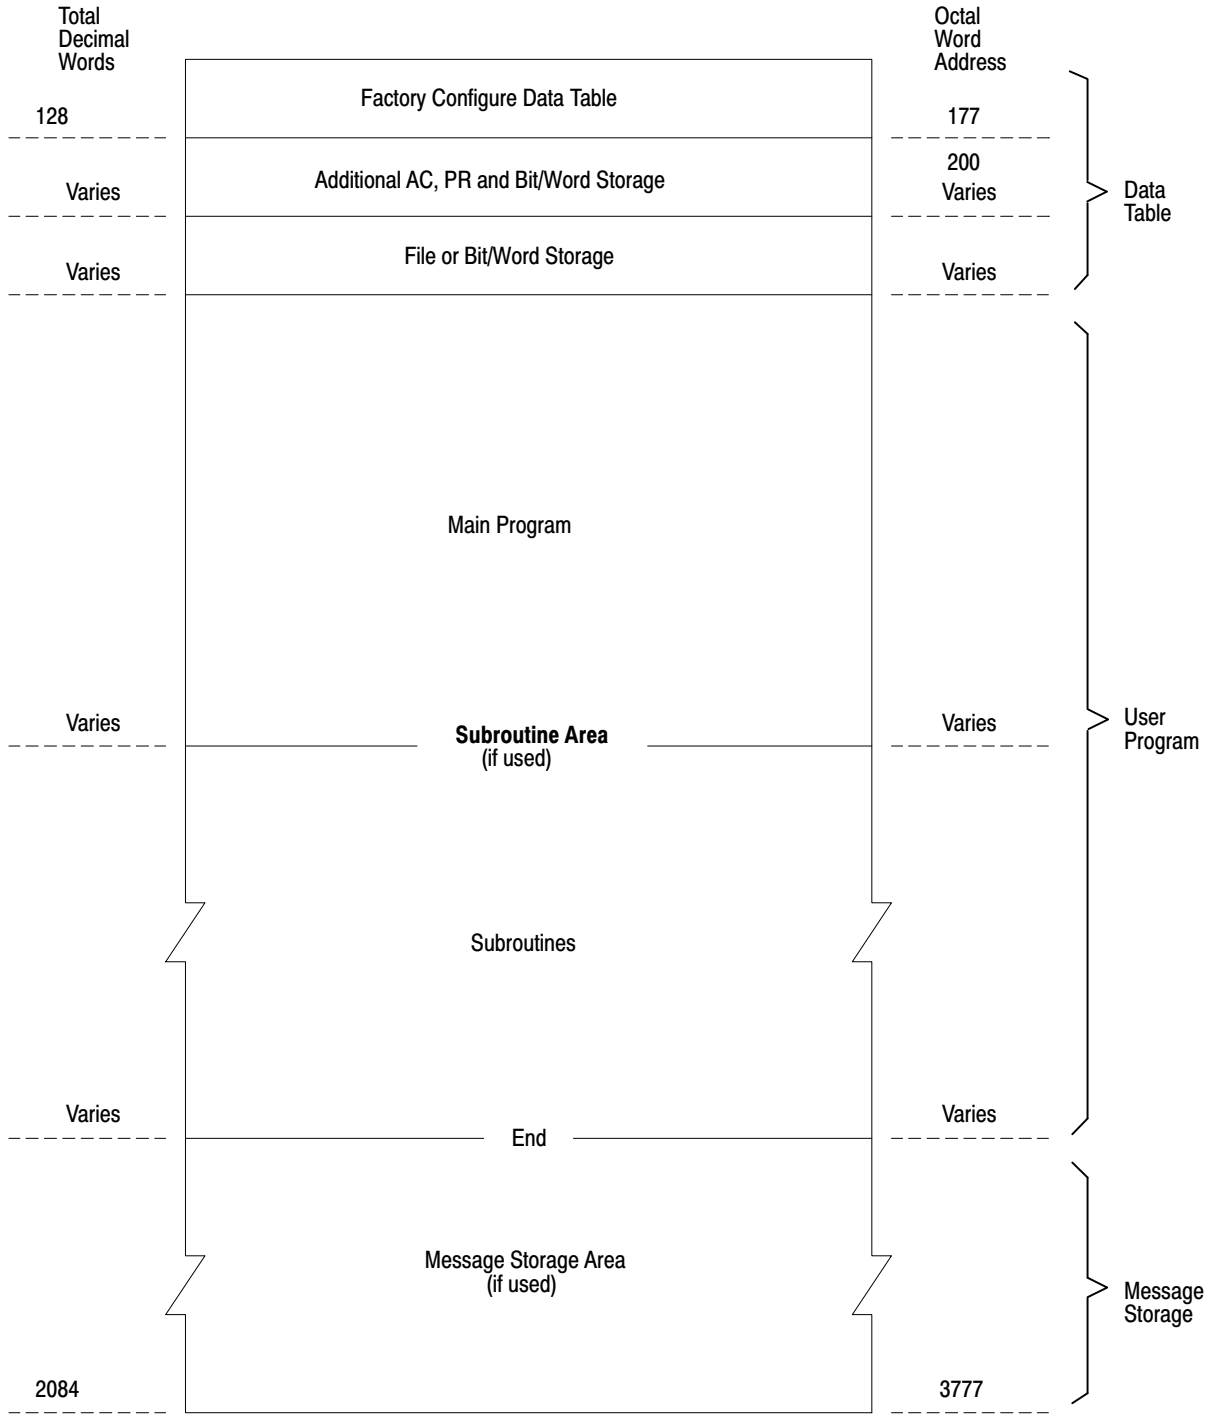 Total
Decimal
Words
Octal
Word
Address
Factory Configure Data Table
128
177
200
Additional AC, PR and Bit/Word Storage
Varies
Varies
Data
Table
File or Bit/Word Storage
Varies
Varies
Main Program
Varies
Subroutine Area
(if used)
Varies
User
Program
Subroutines
Varies
Varies
End
Message Storage Area
(if used)
Message
Storage
2084
3777